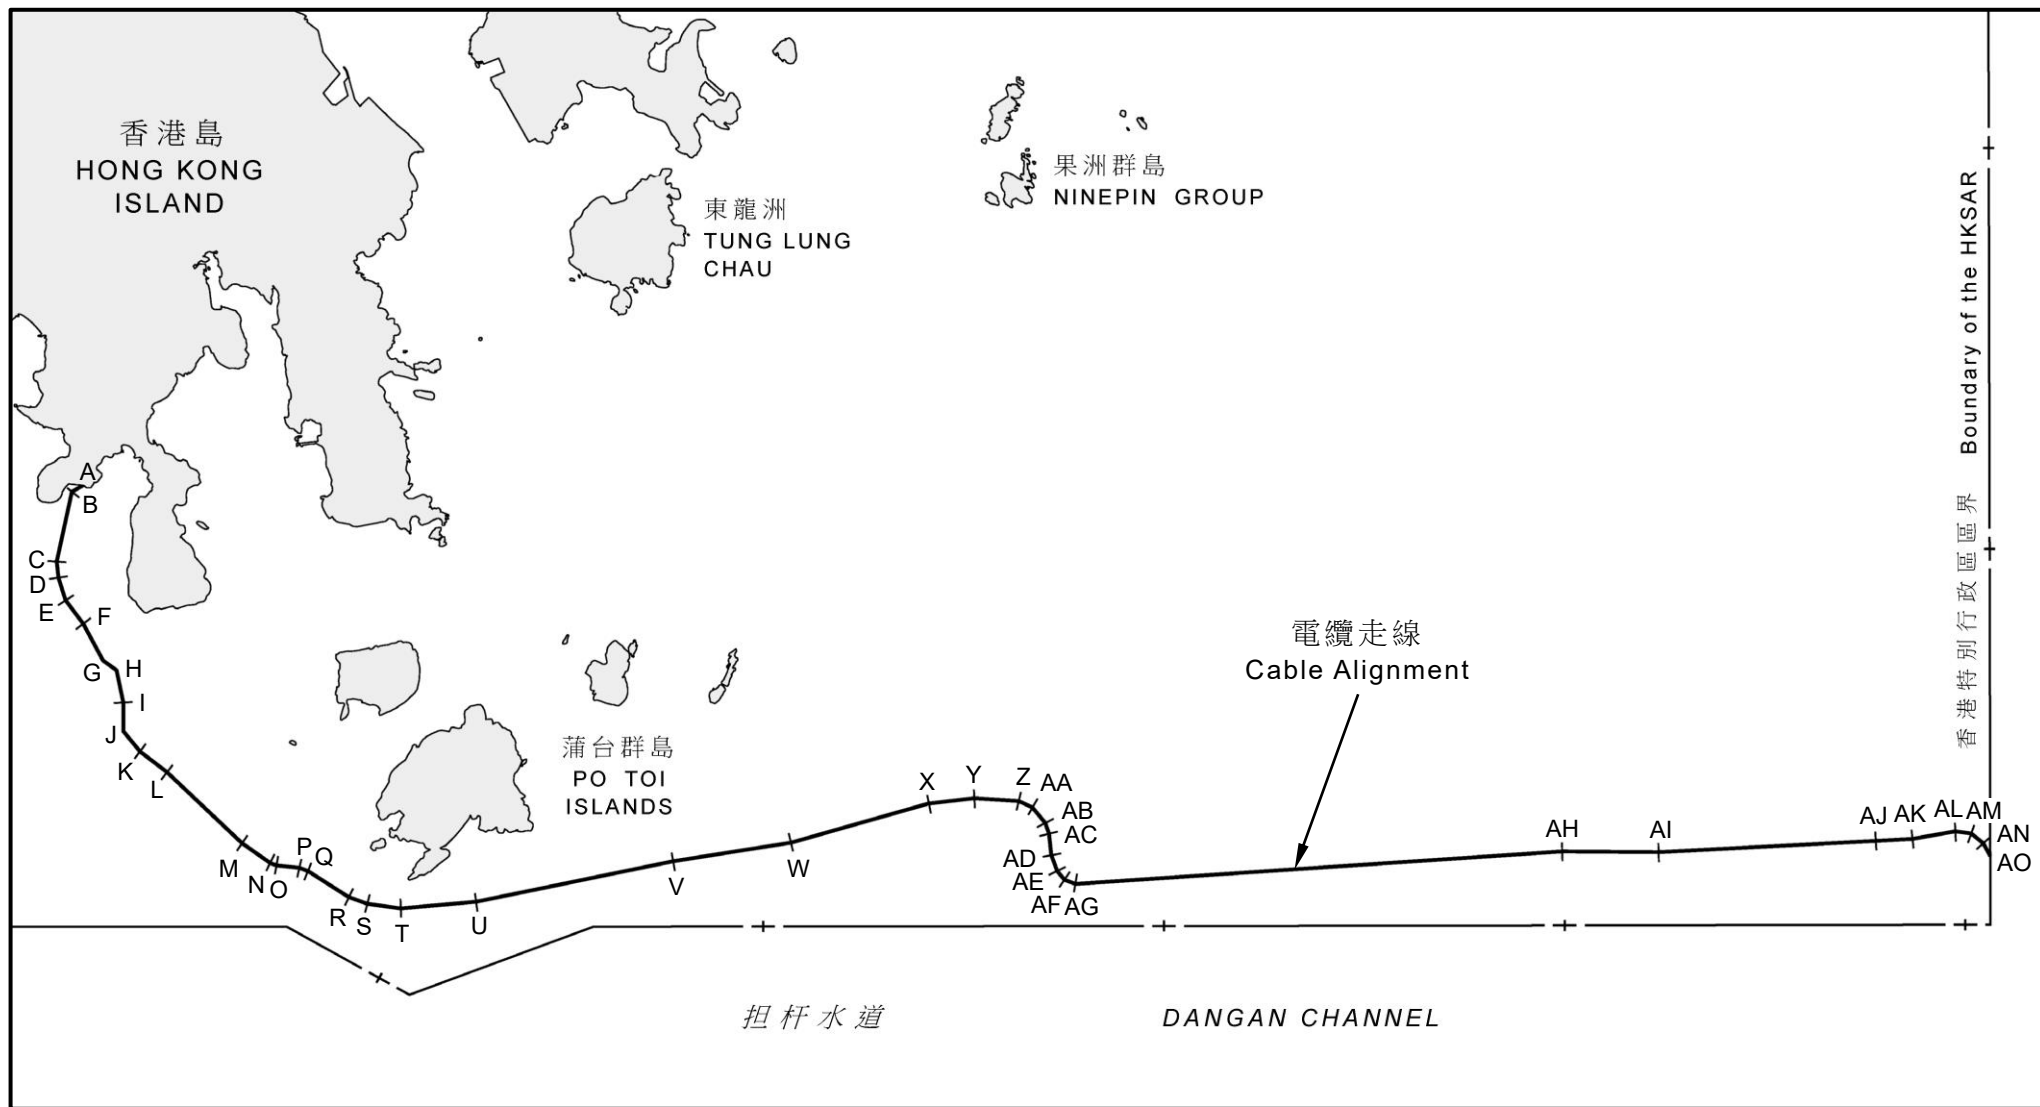 香港島
HONG KONG
ISLAND
東龍洲
TUNG LUNG
CHAU
果洲群島
NINEPIN GROUP
香港特別行政區區界 Boundary of the HKSAR
A
B
C
D
E
F
G
H
I
J
K
L
M
N
O
P
Q
R
S
T
U
V
W
X
Y
Z
AA
AB
AC
AD
AE
AF
AG
AH
AI
AJ
AK
AL
AM
AN
AO
蒲台群島
PO TOI
ISLANDS
電纜走線
Cable Alignment
担杆水道
DANGAN CHANNEL